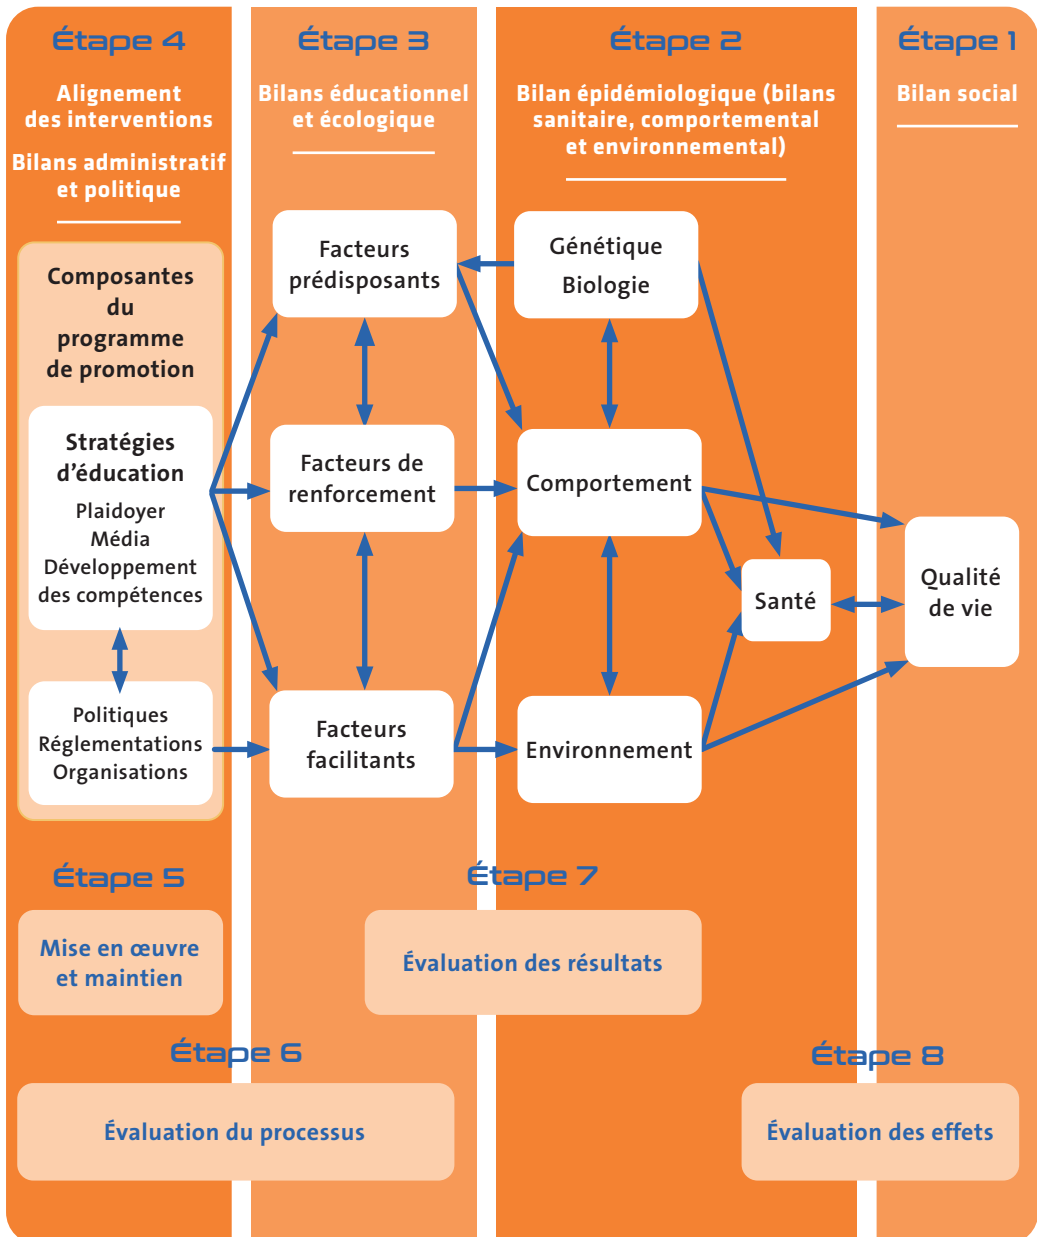 Étape 4
Alignement
des interventions
Bilans administratif
et politique
Composantes
du
programme
de promotion
Stratégies
d'éducation
Plaidoyer
Média
Développement
des compétences
Politiques
Réglementations
Organisations
Étape 3
Bilans éducationnel
et écologique
Facteurs
prédisposants
Facteurs de
renforcement
Facteurs
facilitants
Étape 2
Bilan épidémiologique (bilans
sanitaire, comportemental
et environnemental)
Génétique
Biologie
Comportement
Environnement
Santé
Étape 1
Bilan social
Qualité
de vie
Étape 5
Mise en œuvre
et maintien
Étape 7
Évaluation des résultats
Étape 6
Évaluation du processus
Étape 8
Évaluation des effets